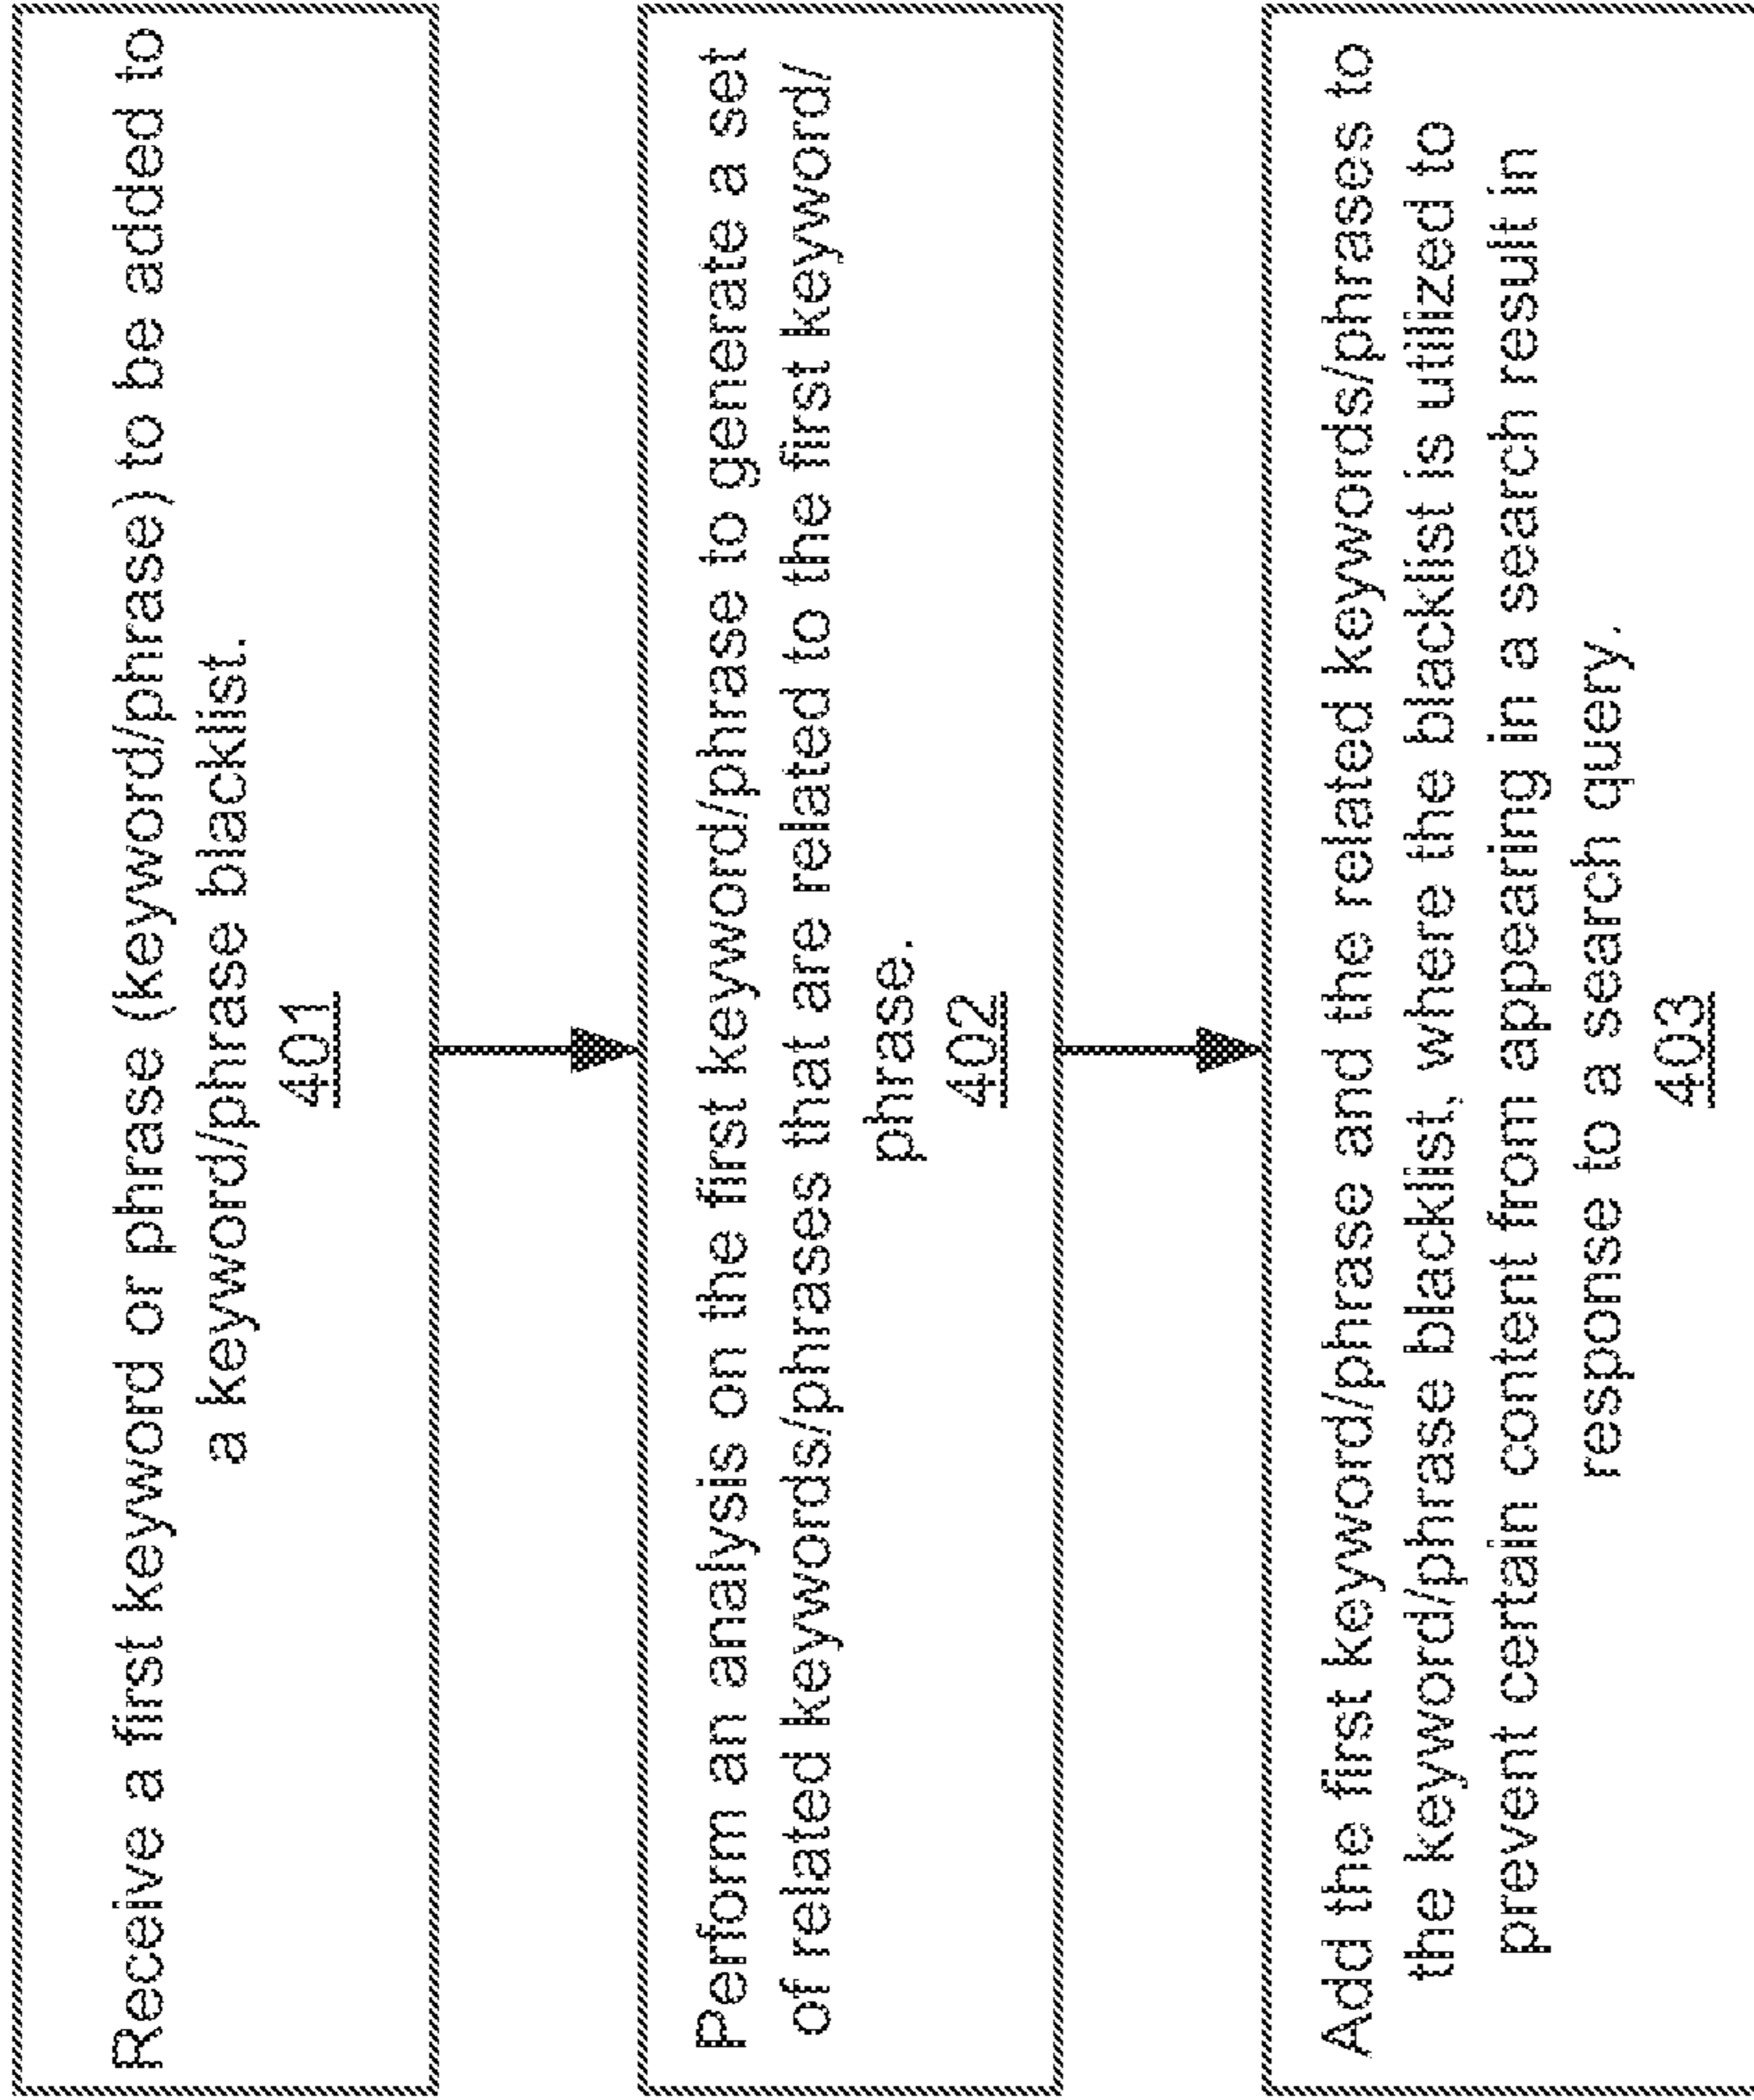 Receive a first keyword or phrase (keyword/phrase) to be added to
a keyword/phrase blacklist.
401
Perform an analysis on the first keyword/phrase to generate a set
of related keywords/phrases that are related to the first keyword/
phrase.
402
Add the first keyword/phrase and the related keywords/phrases to
the keyword/phrase blacklist, where the blacklist is utilized to
prevent certain content from appearing in a search result in
response to a search query.
403